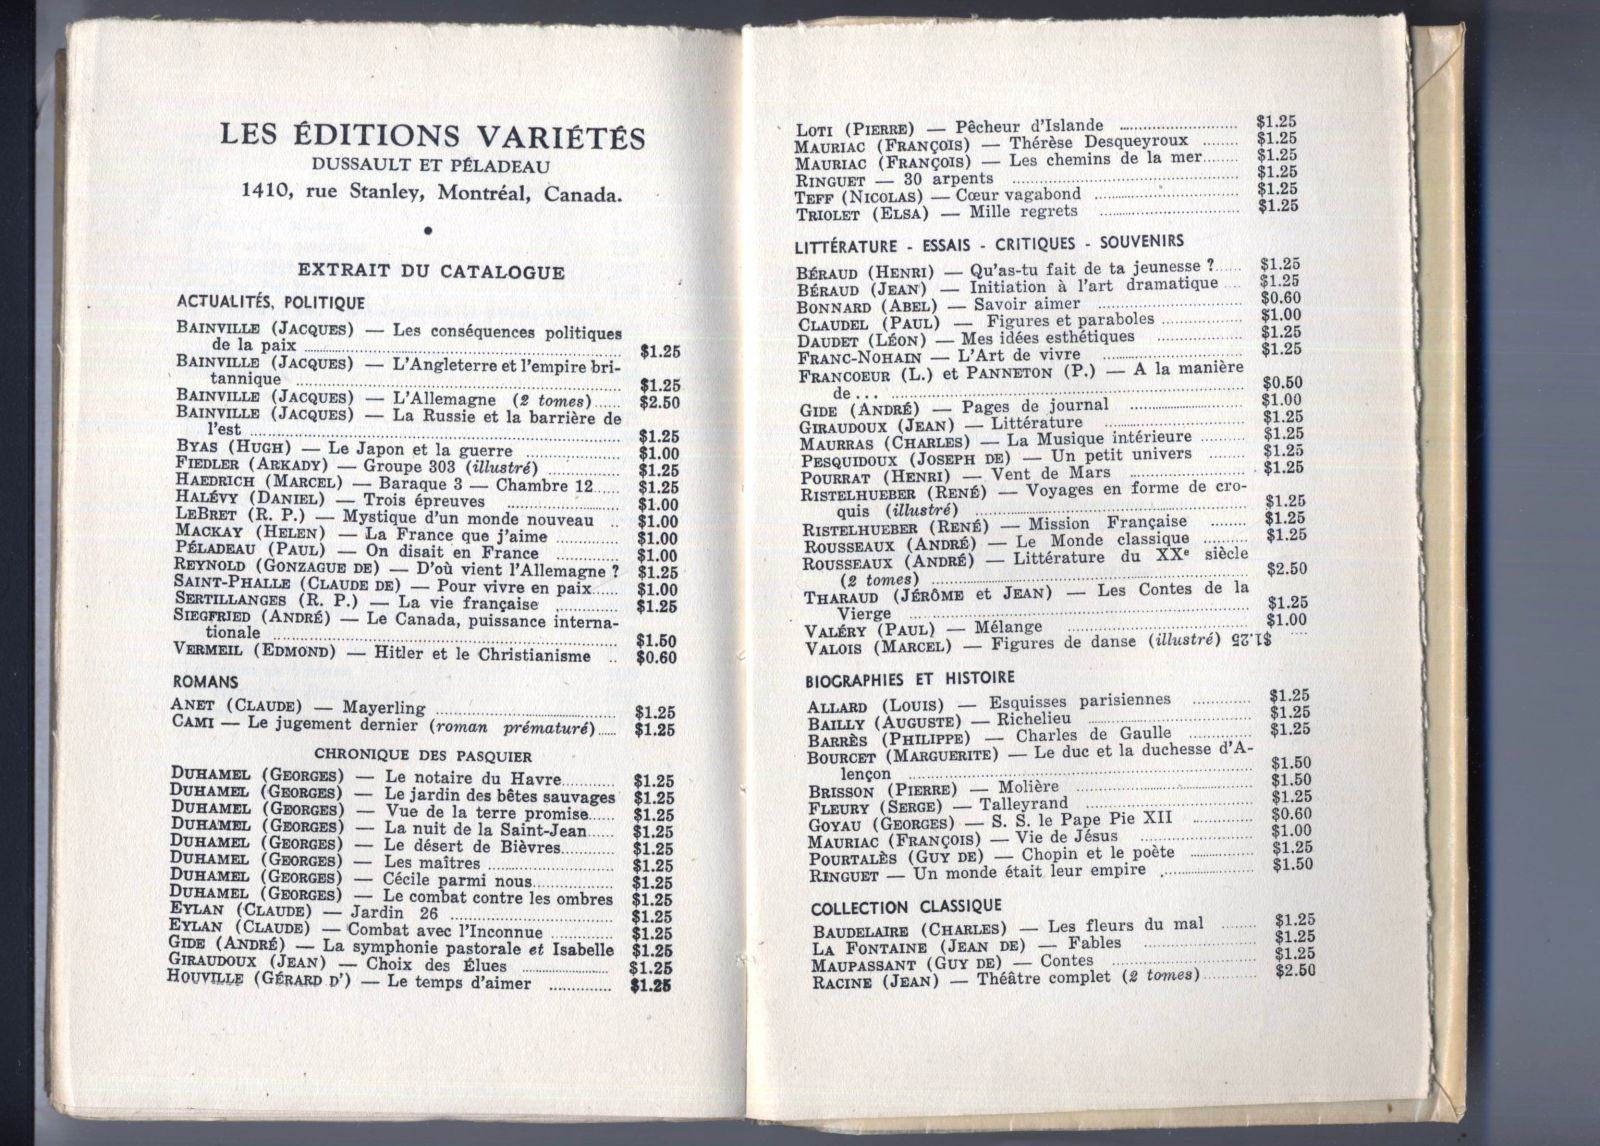 LES ÉDITIONS VARIÉTÉS
DUSSAULT ET PÉLADEAU
1410, rue Stanley, Montréal, Canada.
•
EXTRAIT DU CATALOGUE
ACTUALITÉS, POLITIQUE
BAINVILLE (JACQUES) — Les conséquences politiques
de la paix ........ $1.25
BAINVILLE (JACQUES) — L'Angleterre et l'empire bri-
tannique ........ $1.25
BAINVILLE (JACQUES) — L'Allemagne (2 tomes)...... $2.50
BAINVILLE (JACQUES) — La Russie et la barrière de
l'est ........ $1.25
BYAS (HUGH) — Le Japon et la guerre ........ $1.00
FIEDLER (ARKADY) — Groupe 303 (illustré) ........ $1.25
HAEDRICH (MARCEL) — Baraque 3 — Chambre 12...... $1.25
HALÉVY (DANIEL) — Trois épreuves ........ $1.00
LEBRET (R. P.) — Mystique d'un monde nouveau .. $1.00
MACKAY (HELEN) — La France que j'aime ........ $1.00
PÉLADEAU (PAUL) — On disait en France ........ $1.00
REYNOLD (GONZAGUE DE) — D'où vient l'Allemagne ? $1.25
SAINT-PHALLE (CLAUDE DE) — Pour vivre en paix...... $1.00
SERTILLANGES (R. P.) — La vie française ........ $1.25
SIEGFRIED (ANDRÉ) — Le Canada, puissance interna-
tionale ........ $1.50
VERMEIL (EDMOND) — Hitler et le Christianisme .. $0.60
ROMANS
ANET (CLAUDE) — Mayerling ........ $1.25
CAMI — Le jugement dernier (roman prématuré)...... $1.25
CHRONIQUE DES PASQUIER
DUHAMEL (GEORGES) — Le notaire du Havre........ $1.25
DUHAMEL (GEORGES) — Le jardin des bêtes sauvages $1.25
DUHAMEL (GEORGES) — Vue de la terre promise...... $1.25
DUHAMEL (GEORGES) — La nuit de la Saint-Jean...... $1.25
DUHAMEL (GEORGES) — Le désert de Bièvres........ $1.25
DUHAMEL (GEORGES) — Les maîtres ........ $1.25
DUHAMEL (GEORGES) — Cécile parmi nous........ $1.25
DUHAMEL (GEORGES) — Le combat contre les ombres $1.25
EYLAN (CLAUDE) — Jardin 26 ........ $1.25
EYLAN (CLAUDE) — Combat avec l'Inconnue ........ $1.25
GIDE (ANDRÉ) — La symphonie pastorale et Isabelle $1.25
GIRAUDOUX (JEAN) — Choix des Élues ........ $1.25
HOUVILLE (GÉRARD D') — Le temps d'aimer ........ $1.25
LOTI (PIERRE) — Pêcheur d'Islande ........ $1.25
MAURIAC (FRANÇOIS) — Thérèse Desqueyroux ........ $1.25
MAURIAC (FRANÇOIS) — Les chemins de la mer........ $1.25
RINGUET — 30 arpents ........ $1.25
TEFF (NICOLAS) — Cœur vagabond ........ $1.25
TRIOLET (ELSA) — Mille regrets ........ $1.25
LITTÉRATURE - ESSAIS - CRITIQUES - SOUVENIRS
BÉRAUD (HENRI) — Qu'as-tu fait de ta jeunesse ?...... $1.25
BÉRAUD (JEAN) — Initiation à l'art dramatique .... $1.25
BONNARD (ABEL) — Savoir aimer ........ $0.60
CLAUDEL (PAUL) — Figures et paraboles ........ $1.00
DAUDET (LÉON) — Mes idées esthétiques ........ $1.25
FRANC-NOHAIN — L'Art de vivre ........ $1.25
FRANCOEUR (L.) et PANNETON (P.) — A la manière
de... ........ $0.50
GIDE (ANDRÉ) — Pages de journal ........ $1.00
GIRAUDOUX (JEAN) — Littérature ........ $1.25
MAURRAS (CHARLES) — La Musique intérieure ........ $1.25
PESQUIDOUX (JOSEPH DE) — Un petit univers ........ $1.25
POURRAT (HENRI) — Vent de Mars ........ $1.25
RISTELHUEBER (RENÉ) — Voyages en forme de cro-
quis (illustré) ........ $1.25
RISTELHUEBER (RENÉ) — Mission Française ........ $1.25
ROUSSEAUX (ANDRÉ) — Le Monde classique ........ $1.25
ROUSSEAUX (ANDRÉ) — Littérature du XXe siècle
(2 tomes) ........ $2.50
THARAUD (JÉRÔME et JEAN) — Les Contes de la
Vierge ........ $1.25
VALÉRY (PAUL) — Mélange ........ $1.00
VALOIS (MARCEL) — Figures de danse (illustré) $1.25 ....
BIOGRAPHIES ET HISTOIRE
ALLARD (LOUIS) — Esquisses parisiennes ........ $1.25
BAILLY (AUGUSTE) — Richelieu ........ $1.25
BARRÈS (PHILIPPE) — Charles de Gaulle ........ $1.25
BOURCET (MARGUERITE) — Le duc et la duchesse d'A-
lençon ........ $1.50
BRISSON (PIERRE) — Molière ........ $1.50
FLEURY (SERGE) — Talleyrand ........ $1.25
GOYAU (GEORGES) — S. S. le Pape Pie XII ........ $0.60
MAURIAC (FRANÇOIS) — Vie de Jésus ........ $1.00
POURTALÈS (GUY DE) — Chopin et le poète ........ $1.25
RINGUET — Un monde était leur empire ........ $1.50
COLLECTION CLASSIQUE
BAUDELAIRE (CHARLES) — Les fleurs du mal ........ $1.25
LA FONTAINE (JEAN DE) — Fables ........ $1.25
MAUPASSANT (GUY DE) — Contes ........ $1.25
RACINE (JEAN) — Théâtre complet (2 tomes)........ $2.50